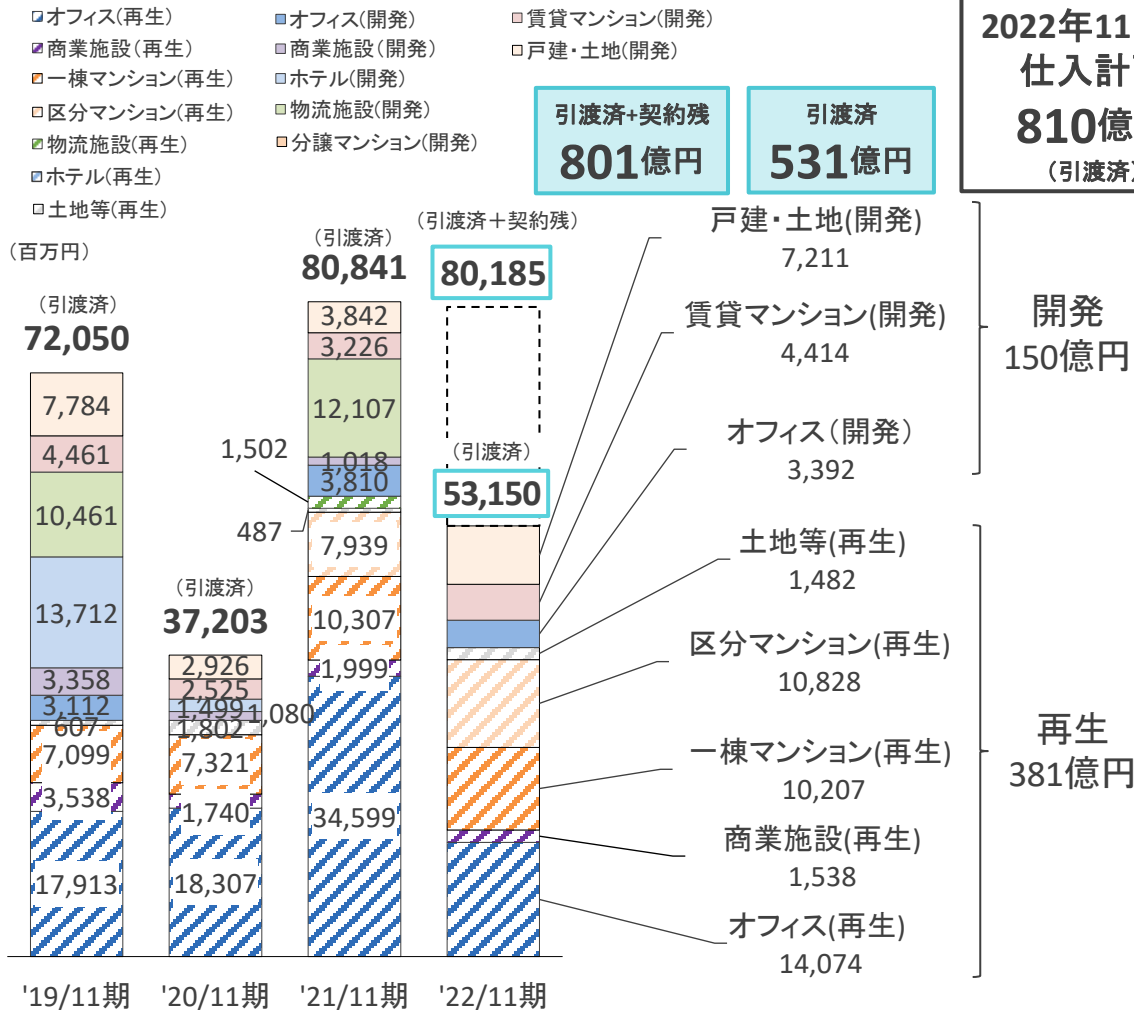 オフィス(再生)
商業施設(再生)
一棟マンション(再生)
区分マンション(再生)
物流施設(再生)
ホテル(再生)
土地等(再生)
オフィス(開発)
商業施設(開発)
ホテル(開発)
物流施設(開発)
分譲マンション(開発)
賃貸マンション(開発)
戸建・土地(開発)
引渡済+契約残
801億円
引渡済
531億円
2022年11
仕入計
810億
(引渡済)
(百万円)
(引渡済)
72,050
7,784
4,461
10,461
13,712
3,358
3,112
607
7,099
3,538
17,913
(引渡済)
37,203
2,926
2,525
1,499
1,080
1,802
7,321
1,740
18,307
(引渡済)
80,841
3,842
3,226
12,107
1,018
3,810
1,502
487
7,939
10,307
1,999
34,599
(引渡済＋契約残)
80,185
(引渡済)
53,150
戸建・土地(開発)
7,211
賃貸マンション(開発)
4,414
オフィス(開発)
3,392
土地等(再生)
1,482
区分マンション(再生)
10,828
一棟マンション(再生)
10,207
商業施設(再生)
1,538
オフィス(再生)
14,074
開発
150億円
再生
381億円
'19/11期
'20/11期
'21/11期
'22/11期